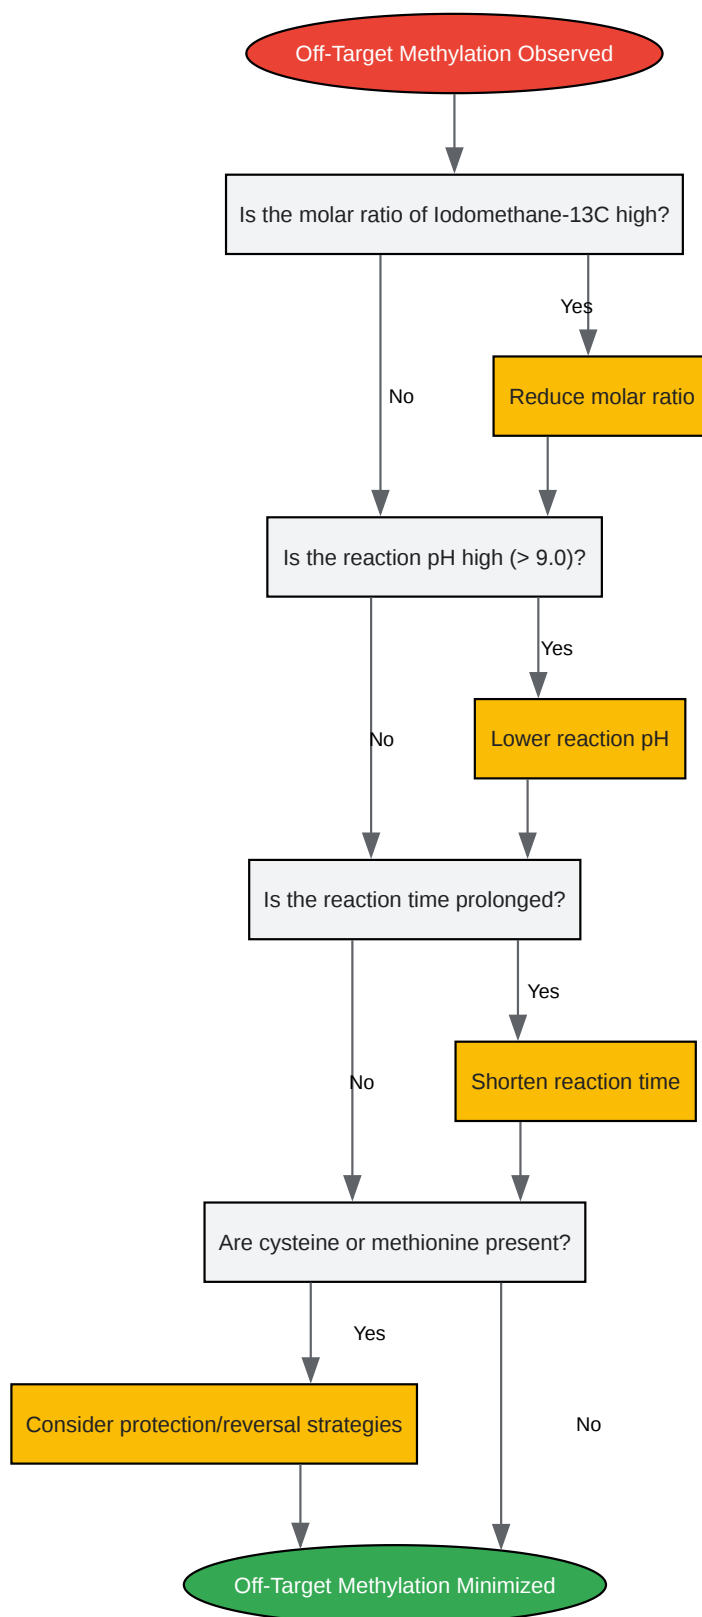 Off-Target Methylation Observed
Is the molar ratio of Iodomethane-13C high?
Yes
No
Reduce molar ratio
Is the reaction pH high (> 9.0)?
Yes
No
Lower reaction pH
Is the reaction time prolonged?
Yes
No
Shorten reaction time
Are cysteine or methionine present?
Yes
Consider protection/reversal strategies
No
Off-Target Methylation Minimized